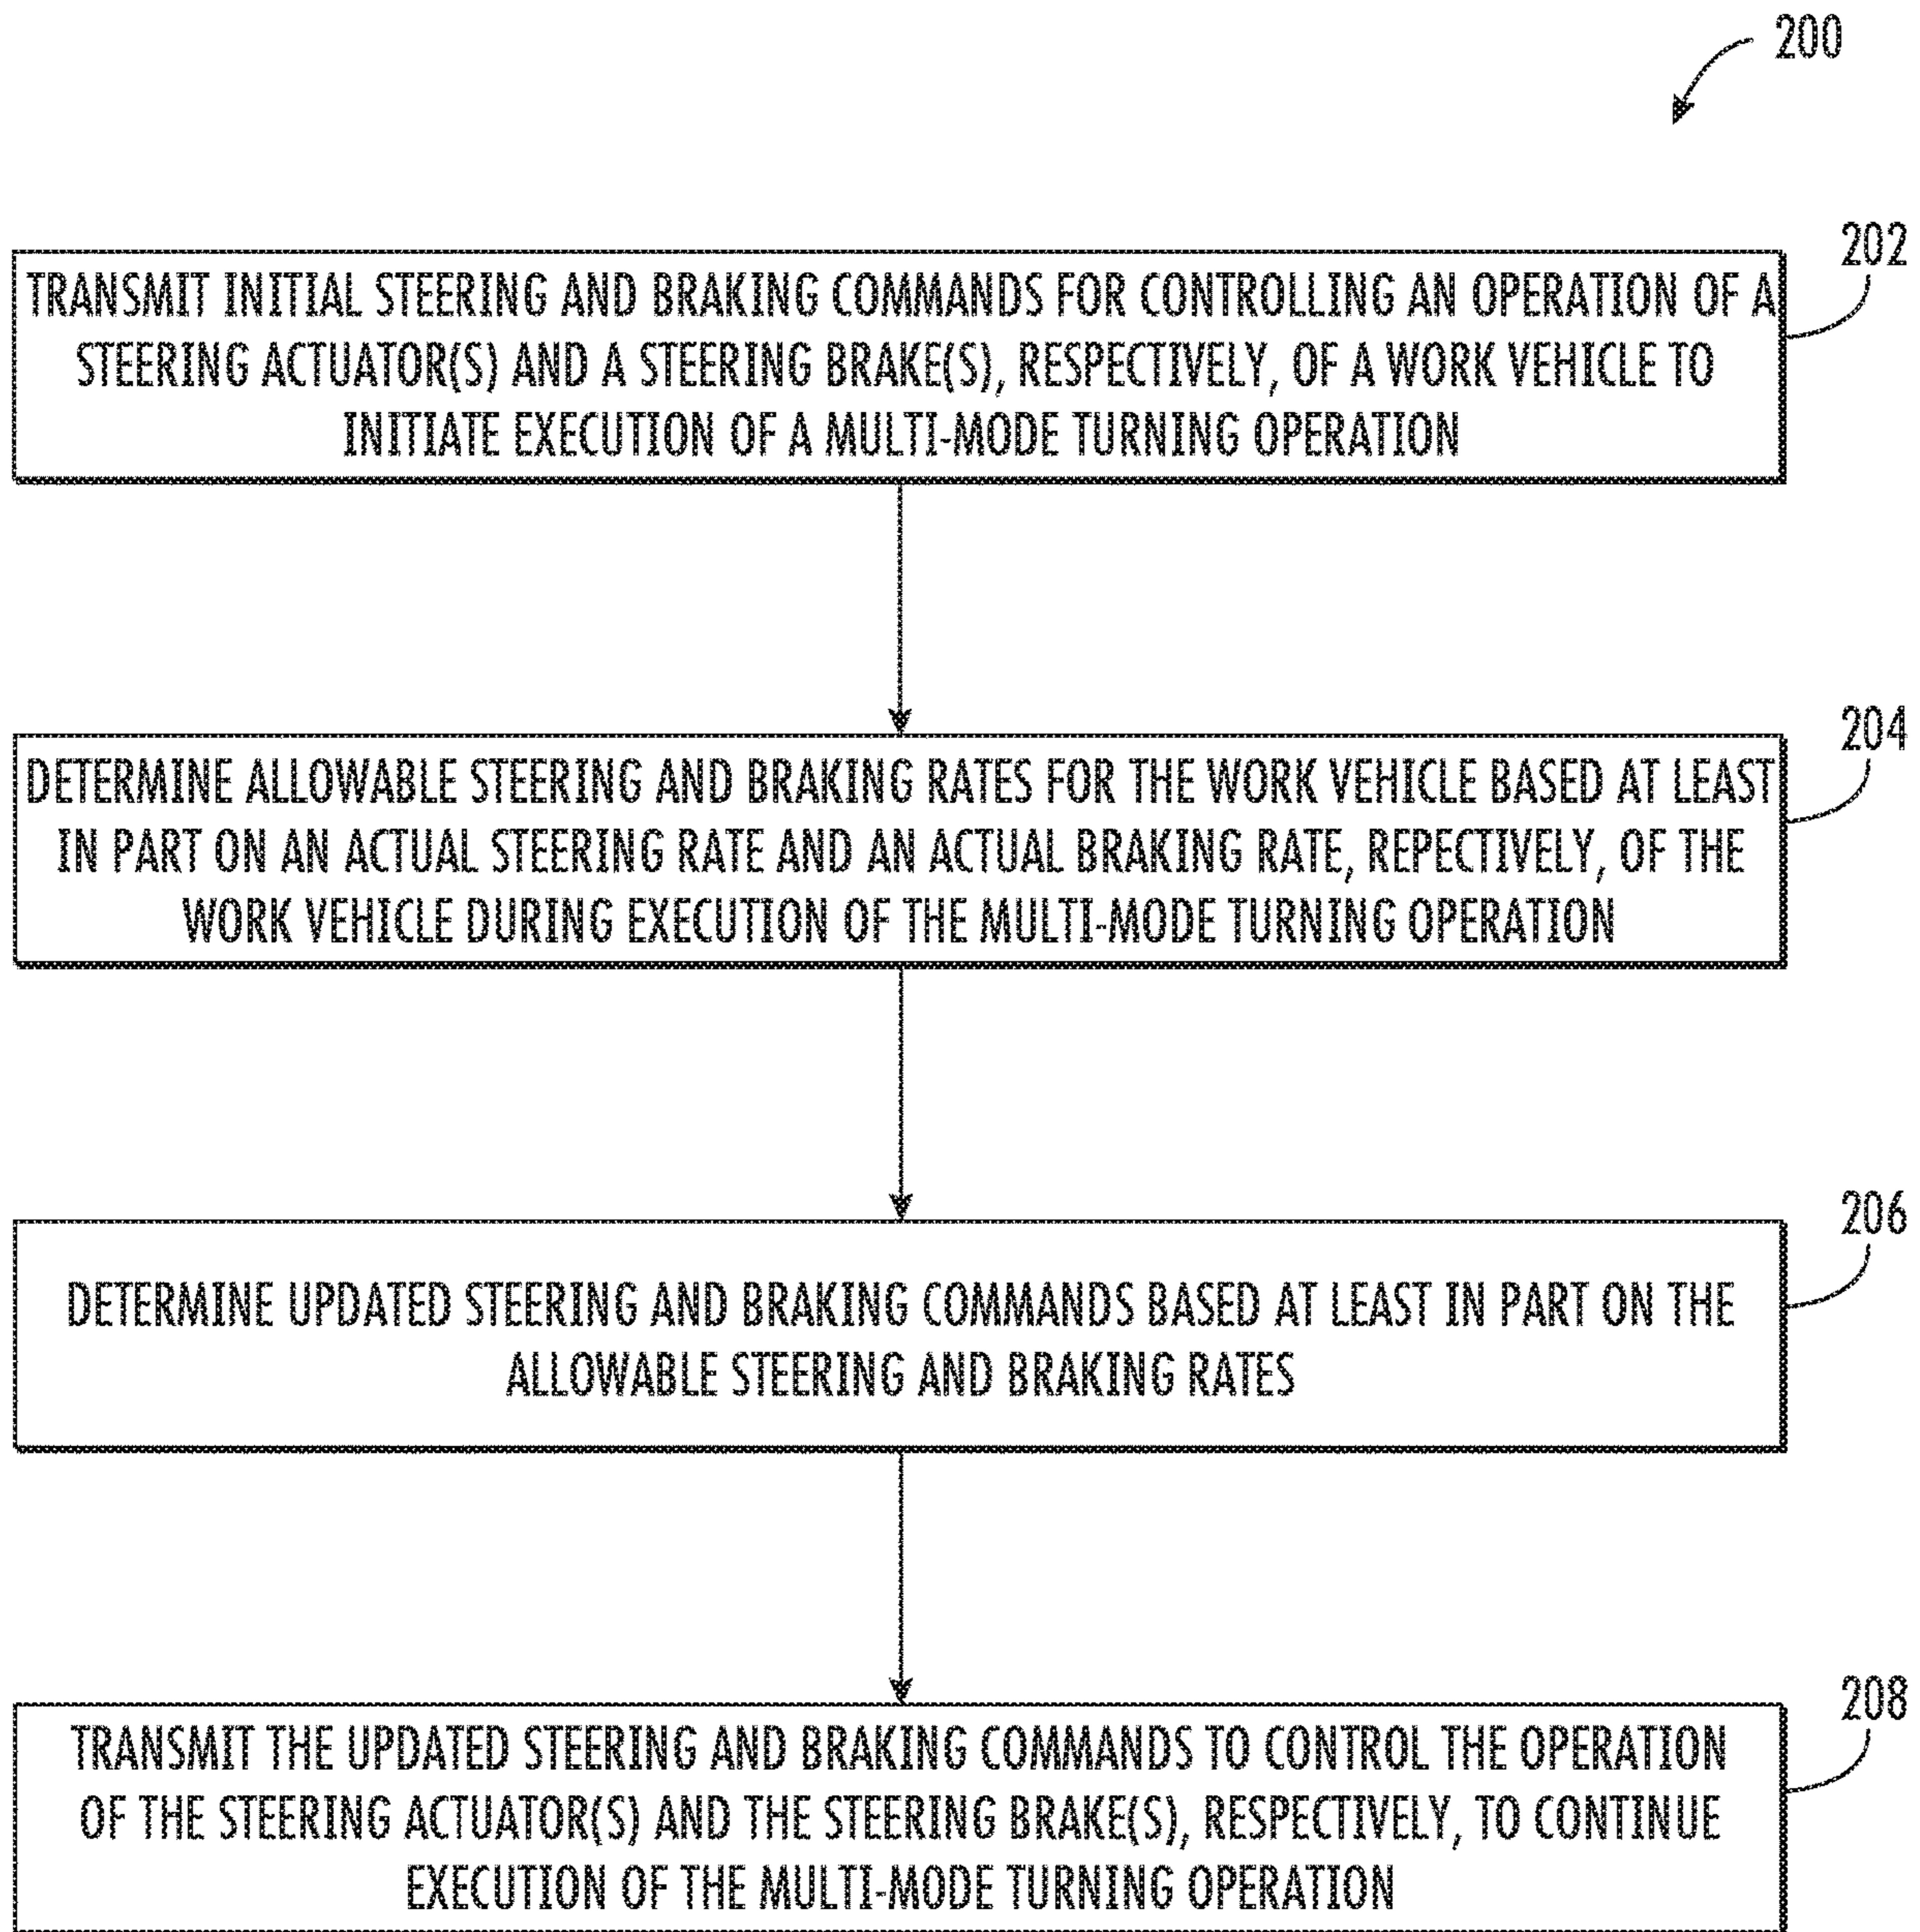 200
202
TRANSMIT INITIAL STEERING AND BRAKING COMMANDS FOR CONTROLLING AN OPERATION OF A
STEERING ACTUATOR(S) AND A STEERING BRAKE(S), RESPECTIVELY, OF A WORK VEHICLE TO
INITIATE EXECUTION OF A MULTI-MODE TURNING OPERATION
204
DETERMINE ALLOWABLE STEERING AND BRAKING RATES FOR THE WORK VEHICLE BASED AT LEAST
IN PART ON AN ACTUAL STEERING RATE AND AN ACTUAL BRAKING RATE, REPECTIVELY, OF THE
WORK VEHICLE DURING EXECUTION OF THE MULTI-MODE TURNING OPERATION
206
DETERMINE UPDATED STEERING AND BRAKING COMMANDS BASED AT LEAST IN PART ON THE
ALLOWABLE STEERING AND BRAKING RATES
208
TRANSMIT THE UPDATED STEERING AND BRAKING COMMANDS TO CONTROL THE OPERATION
OF THE STEERING ACTUATOR(S) AND THE STEERING BRAKE(S), RESPECTIVELY, TO CONTINUE
EXECUTION OF THE MULTI-MODE TURNING OPERATION